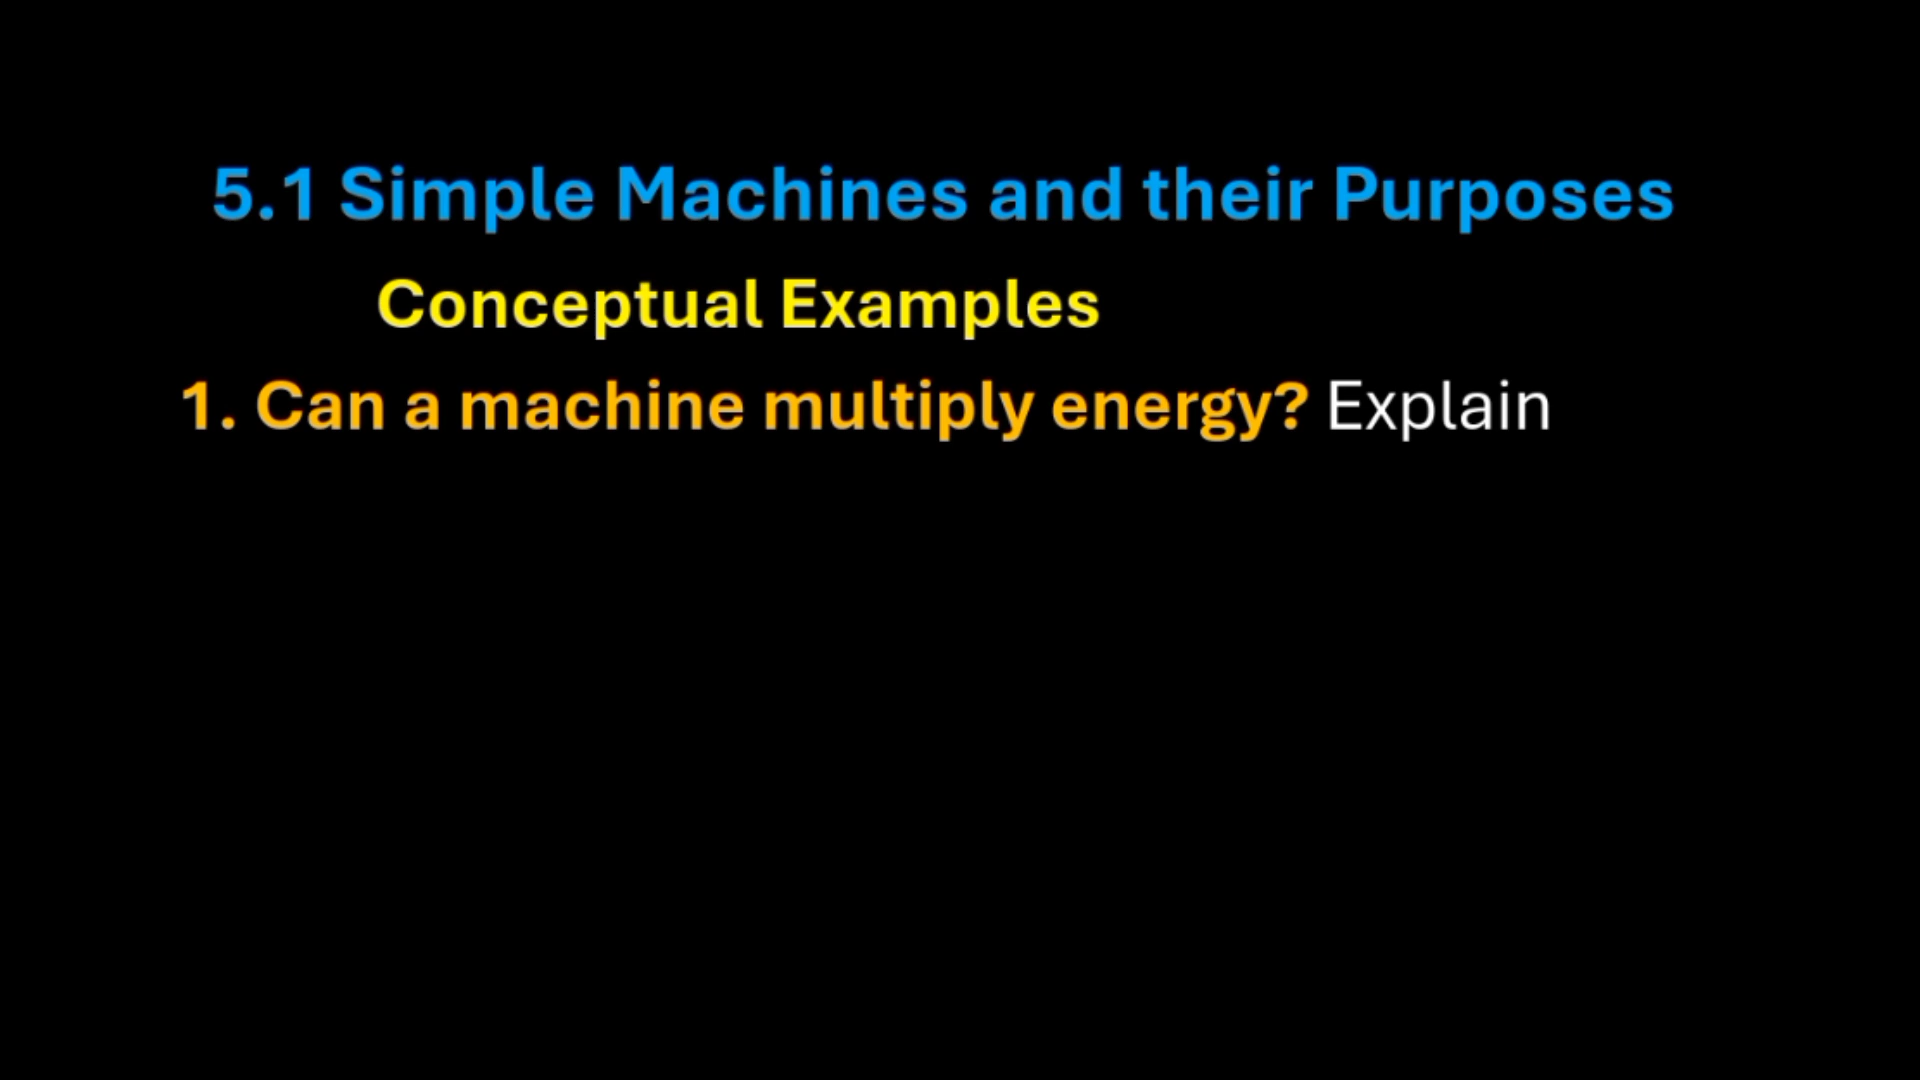 5.1 Simple Machines and their Purposes
Conceptual Examples
1. Can a machine multiply energy? Explain